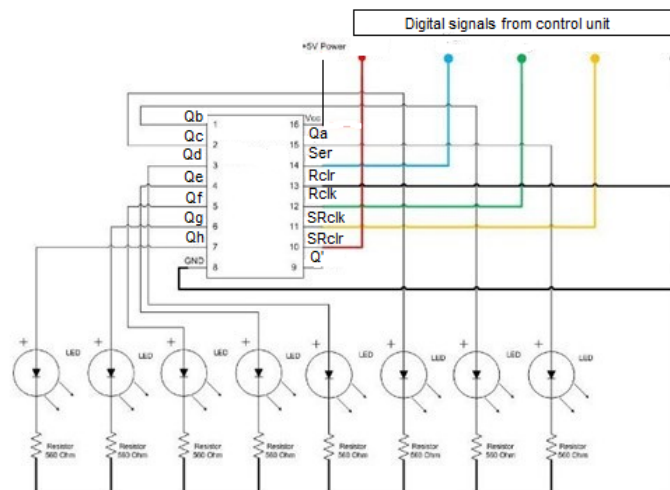 Digital signals from control unit
+5V Power
Qb
1
16
Vcc
Qc
2
15
Qa
Qd
3
14
Ser
Qe
4
13
Rclr
Qf
5
12
Rclk
Qg
6
11
SRclk
Qh
7
10
SRclr
GND
8
9
Q'
+ LED + LED + LED + LED + LED + LED + LED + LED
Resistor Resistor Resistor Resistor Resistor Resistor Resistor Resistor
560 Ohm 560 Ohm 560 Ohm 560 Ohm 560 Ohm 560 Ohm 560 Ohm 560 Ohm